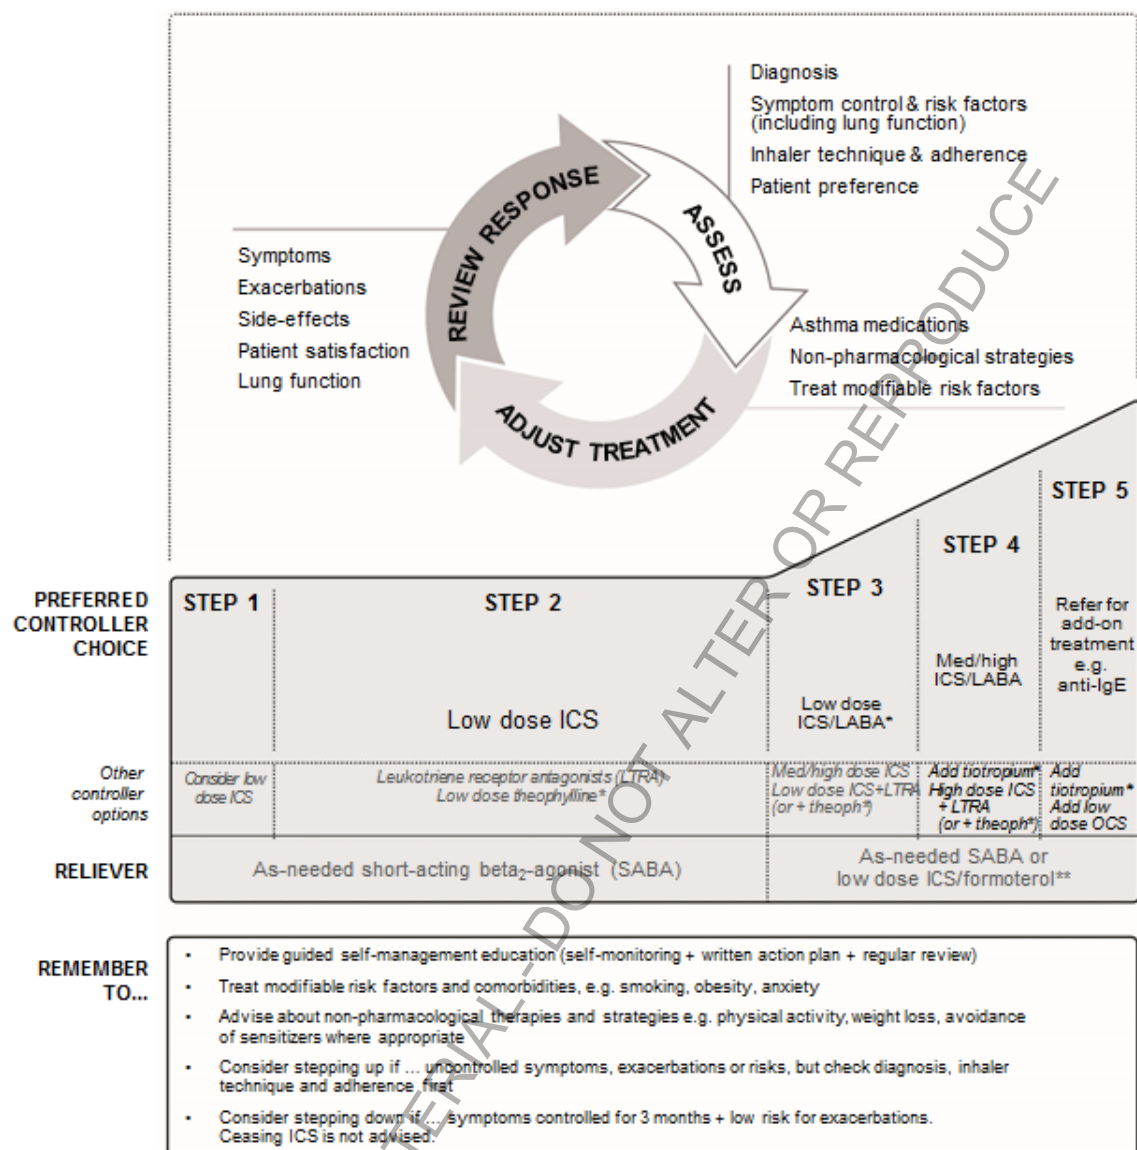 Diagnosis
Symptom control & risk factors
(including lung function)
Inhaler technique & adherence
Patient preference
REVIEW RESPONSE
ASSESS
ADJUST TREATMENT
Symptoms
Exacerbations
Side-effects
Patient satisfaction
Lung function
Asthma medications
Non-pharmacological strategies
Treat modifiable risk factors
PREFERRED
CONTROLLER
CHOICE
STEP 1
STEP 2
Low dose ICS
STEP 3
Low dose
ICS/LABA*
STEP 4
Med/high
ICS/LABA
STEP 5
Refer for
add-on
treatment
e.g.
anti-IgE
Other
controller
options
Consider low
dose ICS
Leukotriene receptor antagonists (LTRA)
Low dose theophylline*
Med/high dose ICS
Low dose ICS+LTRA
(or + theoph*)
Add tiotropium*
High dose ICS
+ LTRA
(or + theoph*)
Add
tiotropium*
Add low
dose OCS
RELIEVER
As-needed short-acting beta2-agonist (SABA)
As-needed SABA or
low dose ICS/formoterol**
REMEMBER
TO...
• Provide guided self-management education (self-monitoring + written action plan + regular review)
• Treat modifiable risk factors and comorbidities, e.g. smoking, obesity, anxiety
• Advise about non-pharmacological therapies and strategies e.g. physical activity, weight loss, avoidance
of sensitizers where appropriate
• Consider stepping up if ... uncontrolled symptoms, exacerbations or risks, but check diagnosis, inhaler
technique and adherence first
• Consider stepping down if ... symptoms controlled for 3 months + low risk for exacerbations.
Ceasing ICS is not advised.
TERIAL - DO NOT ALTER OR REPRODUCE